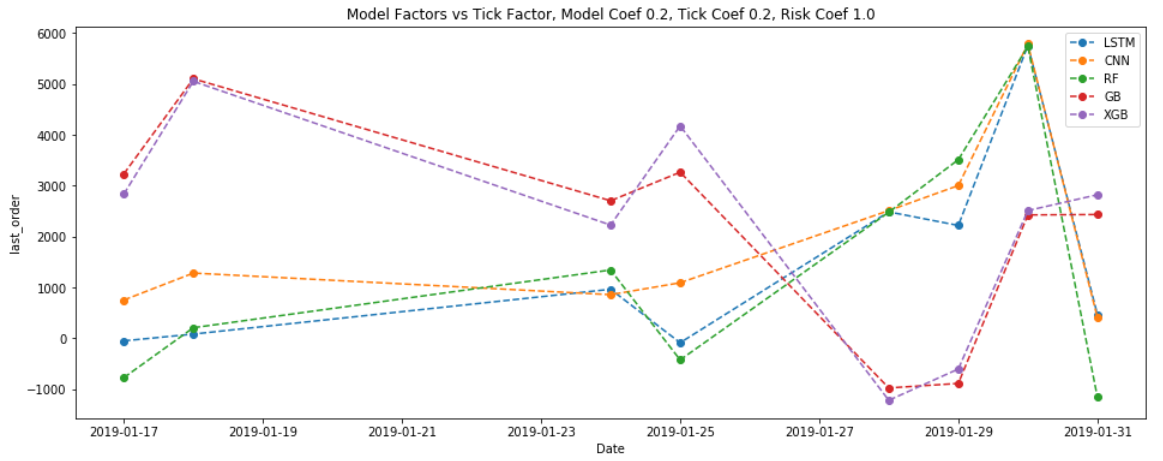 Model Factors vs Tick Factor, Model Coef 0.2, Tick Coef 0.2, Risk Coef 1.0
6000
5000
4000
3000
2000
1000
0
−1000
last_order
LSTM
CNN
RF
GB
XGB
2019-01-17 2019-01-19 2019-01-21 2019-01-23 2019-01-25 2019-01-27 2019-01-29 2019-01-31
Date